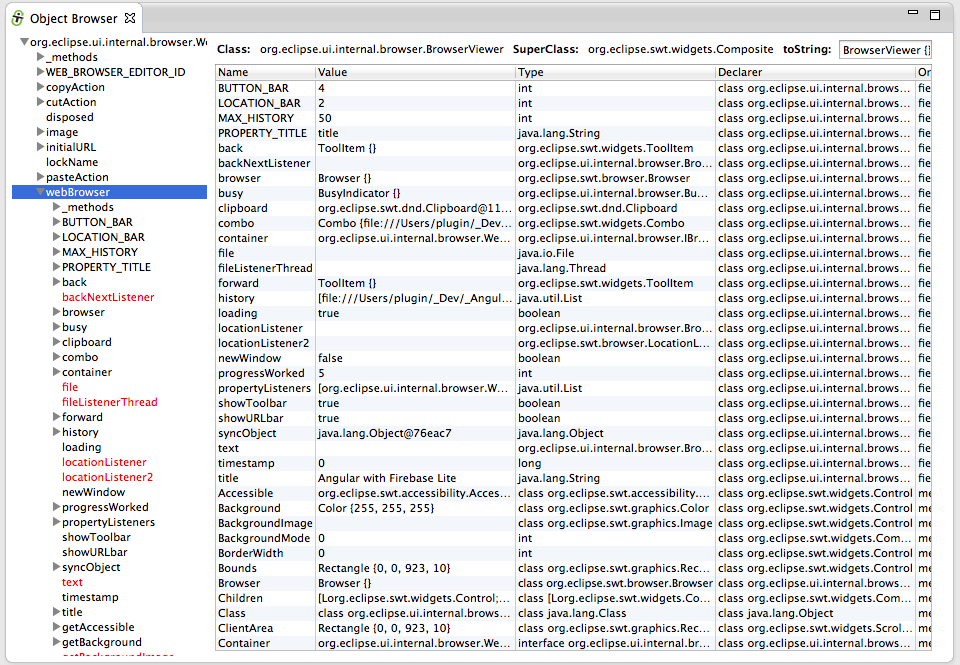 Object Browser
Class: org.eclipse.ui.internal.browser.BrowserViewer SuperClass: org.eclipse.swt.widgets.Composite toString: BrowserViewer {}
org.eclipse.ui.internal.browser.We
_methods
WEB_BROWSER_EDITOR_ID
copyAction
cutAction
disposed
image
initialURL
lockName
pasteAction
webBrowser
_methods
BUTTON_BAR
LOCATION_BAR
MAX_HISTORY
PROPERTY_TITLE
back
backNextListener
browser
busy
clipboard
combo
container
file
fileListenerThread
forward
history
loading
locationListener
locationListener2
newWindow
progressWorked
propertyListeners
showToolbar
showURLbar
syncObject
text
timestamp
title
getAccessible
getBackground
getBackgroundImage
Name Value Type Declarer Or
BUTTON_BAR 4 int class org.eclipse.ui.internal.brows... fie
LOCATION_BAR 2 int class org.eclipse.ui.internal.brows... fie
MAX_HISTORY 50 int class org.eclipse.ui.internal.brows... fie
PROPERTY_TITLE title java.lang.String class org.eclipse.ui.internal.brows... fie
back ToolItem {} org.eclipse.swt.widgets.ToolItem class org.eclipse.ui.internal.brows... fie
backNextListener org.eclipse.ui.internal.browser.Bro... class org.eclipse.ui.internal.brows... fie
browser Browser {} org.eclipse.swt.browser.Browser class org.eclipse.ui.internal.brows... fie
busy BusyIndicator {} org.eclipse.ui.internal.browser.Bu... class org.eclipse.ui.internal.brows... fie
clipboard org.eclipse.swt.dnd.Clipboard@11... org.eclipse.swt.dnd.Clipboard class org.eclipse.ui.internal.brows... fie
combo Combo {file:///Users/plugin/_Dev... org.eclipse.swt.widgets.Combo class org.eclipse.ui.internal.brows... fie
container org.eclipse.ui.internal.browser.We... org.eclipse.ui.internal.browser.IBr... class org.eclipse.ui.internal.brows... fie
file java.io.File class org.eclipse.ui.internal.brows... fie
fileListenerThread java.lang.Thread class org.eclipse.ui.internal.brows... fie
forward ToolItem {} org.eclipse.swt.widgets.ToolItem class org.eclipse.ui.internal.brows... fie
history [file:///Users/plugin/_Dev/_Angul... java.util.List class org.eclipse.ui.internal.brows... fie
loading true boolean class org.eclipse.ui.internal.brows... fie
locationListener org.eclipse.ui.internal.browser.Bro... class org.eclipse.ui.internal.brows... fie
locationListener2 org.eclipse.swt.browser.LocationL... class org.eclipse.ui.internal.brows... fie
newWindow false boolean class org.eclipse.ui.internal.brows... fie
progressWorked 5 int class org.eclipse.ui.internal.brows... fie
propertyListeners [org.eclipse.ui.internal.browser.W... java.util.List class org.eclipse.ui.internal.brows... fie
showToolbar true boolean class org.eclipse.ui.internal.brows... fie
showURLbar true boolean class org.eclipse.ui.internal.brows... fie
syncObject java.lang.Object@76eac7 java.lang.Object class org.eclipse.ui.internal.brows... fie
text org.eclipse.ui.internal.browser.Bro... class org.eclipse.ui.internal.brows... fie
timestamp 0 long class org.eclipse.ui.internal.brows... fie
title Angular with Firebase Lite java.lang.String class org.eclipse.ui.internal.brows... fie
Accessible org.eclipse.swt.accessibility.Acces... class org.eclipse.swt.accessibility.... class org.eclipse.swt.widgets.Control me
Background Color {255, 255, 255} class org.eclipse.swt.graphics.Color class org.eclipse.swt.widgets.Control me
BackgroundImage class org.eclipse.swt.graphics.Image class org.eclipse.swt.widgets.Control me
BackgroundMode 0 int class org.eclipse.swt.widgets.Com... me
BorderWidth 0 int class org.eclipse.swt.widgets.Control me
Bounds Rectangle {0, 0, 923, 10} class org.eclipse.swt.graphics.Rec... class org.eclipse.swt.widgets.Control me
Browser Browser {} class org.eclipse.swt.browser.Browser class org.eclipse.ui.internal.brows... me
Children [Lorg.eclipse.swt.widgets.Control;... class [Lorg.eclipse.swt.widgets.Co... class org.eclipse.swt.widgets.Com... me
Class class org.eclipse.ui.internal.brows... class java.lang.Class class java.lang.Object me
ClientArea Rectangle {0, 0, 923, 10} class org.eclipse.swt.graphics.Rec... class org.eclipse.swt.widgets.Scrol... me
Container org.eclipse.ui.internal.browser.We... interface org.eclipse.ui.internal.br... class org.eclipse.ui.internal.brows... me